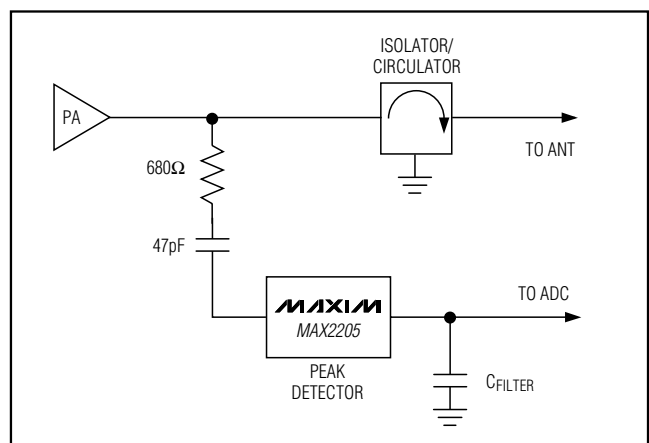 ISOLATOR/
CIRCULATOR
PA
TO ANT
680Ω
47pF
MAXIM
MAX2205
TO ADC
PEAK
DETECTOR
CFILTER